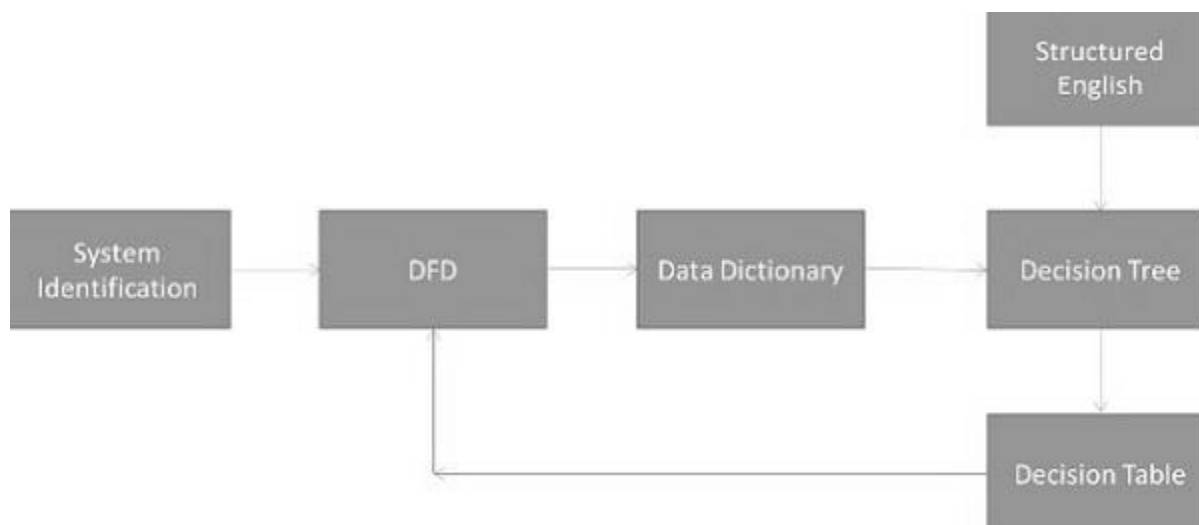 Structured
English
System
Identification
DFD
Data Dictionary
Decision Tree
Decision Table